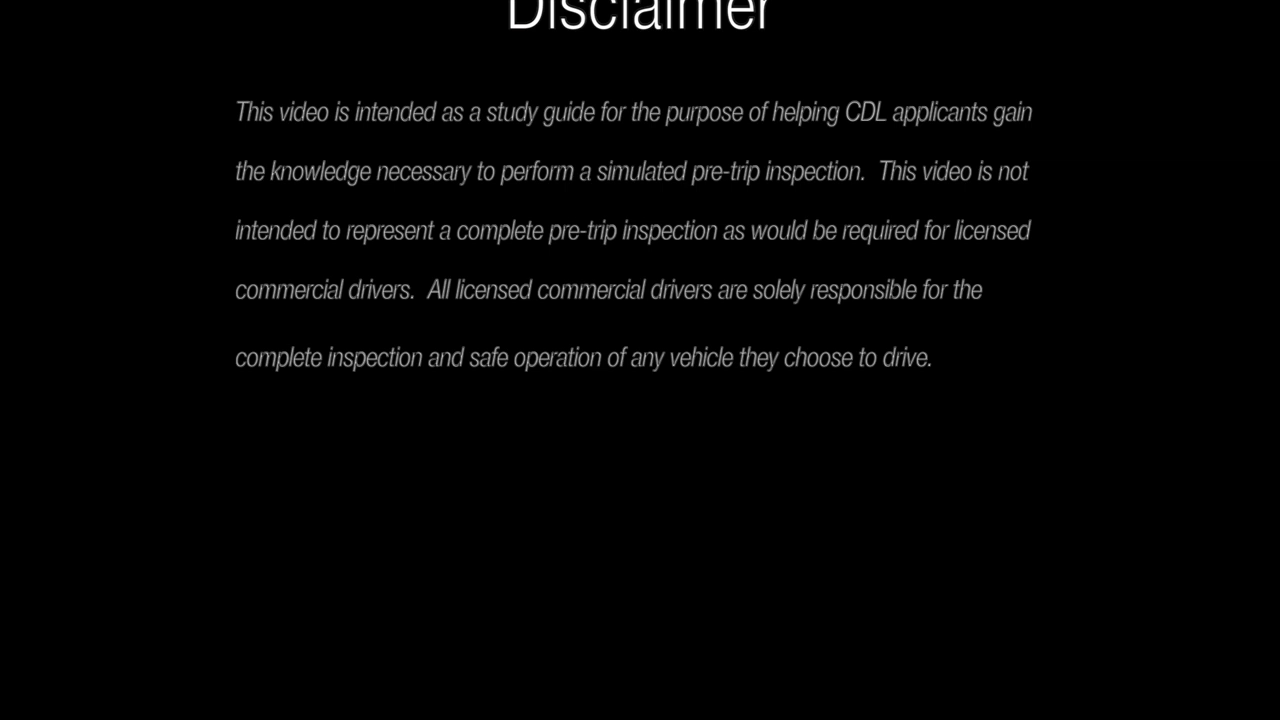 Disclaimer
This video is intended as a study guide for the purpose of helping CDL applicants gain
the knowledge necessary to perform a simulated pre-trip inspection.  This video is not
intended to represent a complete pre-trip inspection as would be required for licensed
commercial drivers.  All licensed commercial drivers are solely responsible for the
complete inspection and safe operation of any vehicle they choose to drive.